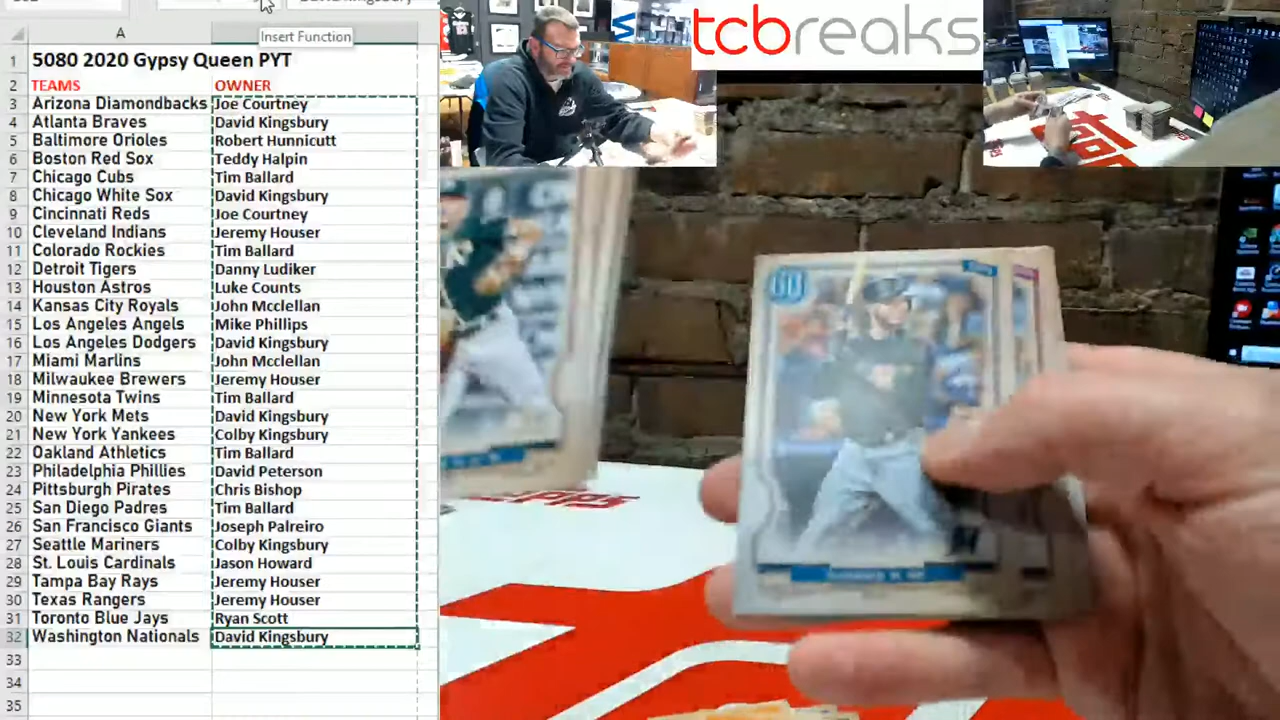 Insert Function
A
1 5080 2020 Gypsy Queen PYT
2 TEAMS OWNER
3 Arizona Diamondbacks Joe Courtney
4 Atlanta Braves David Kingsbury
5 Baltimore Orioles Robert Hunnicutt
6 Boston Red Sox Teddy Halpin
7 Chicago Cubs Tim Ballard
8 Chicago White Sox David Kingsbury
9 Cincinnati Reds Joe Courtney
10 Cleveland Indians Jeremy Houser
11 Colorado Rockies Tim Ballard
12 Detroit Tigers Danny Ludiker
13 Houston Astros Luke Counts
14 Kansas City Royals John Mcclellan
15 Los Angeles Angels Mike Phillips
16 Los Angeles Dodgers David Kingsbury
17 Miami Marlins John Mcclellan
18 Milwaukee Brewers Jeremy Houser
19 Minnesota Twins Tim Ballard
20 New York Mets David Kingsbury
21 New York Yankees Colby Kingsbury
22 Oakland Athletics Tim Ballard
23 Philadelphia Phillies David Peterson
24 Pittsburgh Pirates Chris Bishop
25 San Diego Padres Tim Ballard
26 San Francisco Giants Joseph Palreiro
27 Seattle Mariners Colby Kingsbury
28 St. Louis Cardinals Jason Howard
29 Tampa Bay Rays Jeremy Houser
30 Texas Rangers Jeremy Houser
31 Toronto Blue Jays Ryan Scott
32 Washington Nationals David Kingsbury
33
34
35
tcbreaks
GQ
topps